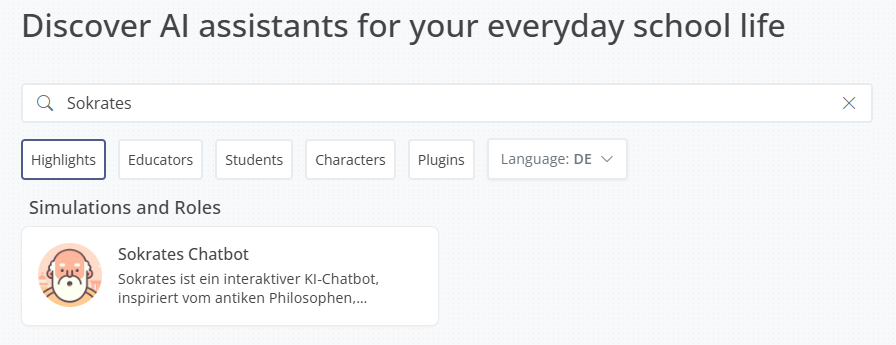 Discover AI assistants for your everyday school life
Sokrates
Highlights Educators Students Characters Plugins Language: DE
Simulations and Roles
Sokrates Chatbot
Sokrates ist ein interaktiver KI-Chatbot,
inspiriert vom antiken Philosophen,...